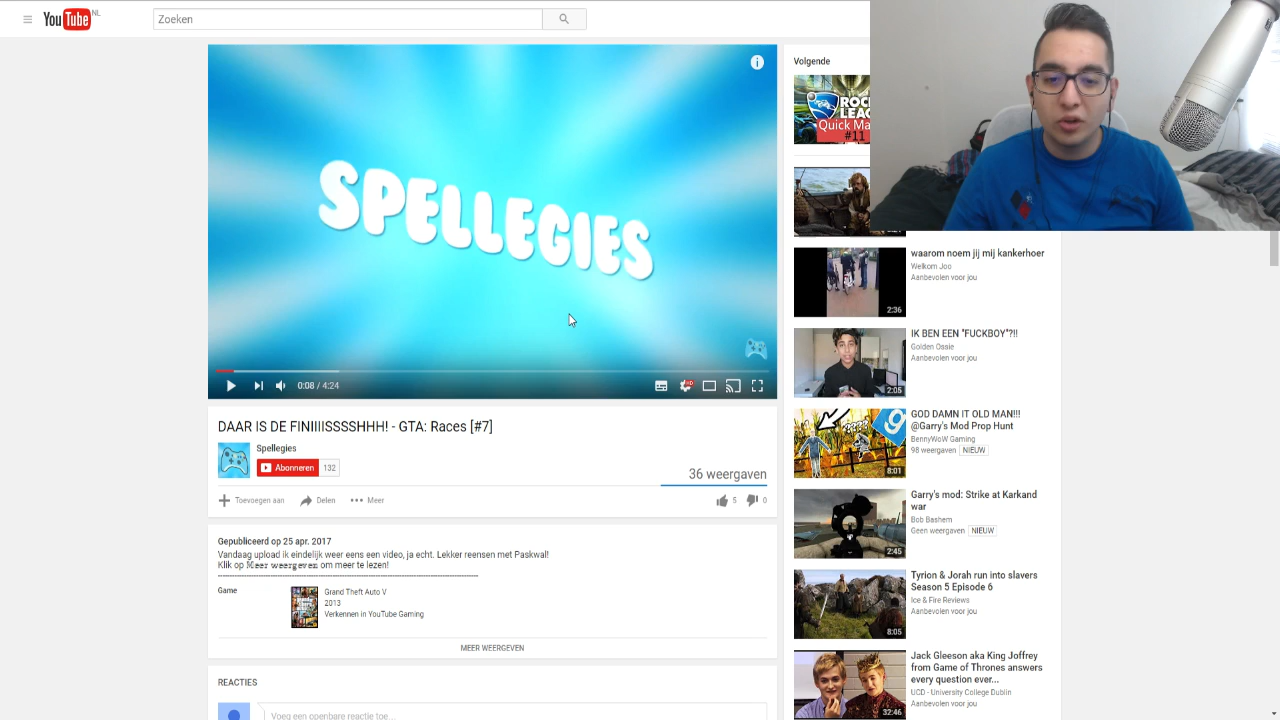 YouTube NL
Zoeken
SPELLEGIES
0:08 / 4:24
DAAR IS DE FINIIIISSSSHHH! - GTA: Races [#7]
Spellegies
Abonneren 132
36 weergaven
Toevoegen aan Delen Meer
5 0
Gepubliceerd op 25 apr. 2017
Vandaag upload ik eindelijk weer eens een video, ja echt. Lekker reensen met Paskwal!
Klik op Meer weergeven om meer te lezen!
Game
Grand Theft Auto V
2013
Verkennen in YouTube Gaming
MEER WEERGEVEN
REACTIES
Voeg een openbare reactie toe...
Volgende
Quick Ma
#11
waarom noem jij mij kankerhoer
Welkom Joo
Aanbevolen voor jou
2:36
IK BEN EEN "FUCKBOY"?!!
Golden Ossie
Aanbevolen voor jou
2:05
GOD DAMN IT OLD MAN!!!
@Garry's Mod Prop Hunt
BennyWoW Gaming
98 weergaven NIEUW
????
8:01
Garry's mod: Strike at Karkand
war
Bob Bashem
Geen weergaven NIEUW
2:45
Tyrion & Jorah run into slavers
Season 5 Episode 6
Ice & Fire Reviews
Aanbevolen voor jou
8:05
Jack Gleeson aka King Joffrey
from Game of Thrones answers
every question ever...
UCD - University College Dublin
Aanbevolen voor jou
32:46